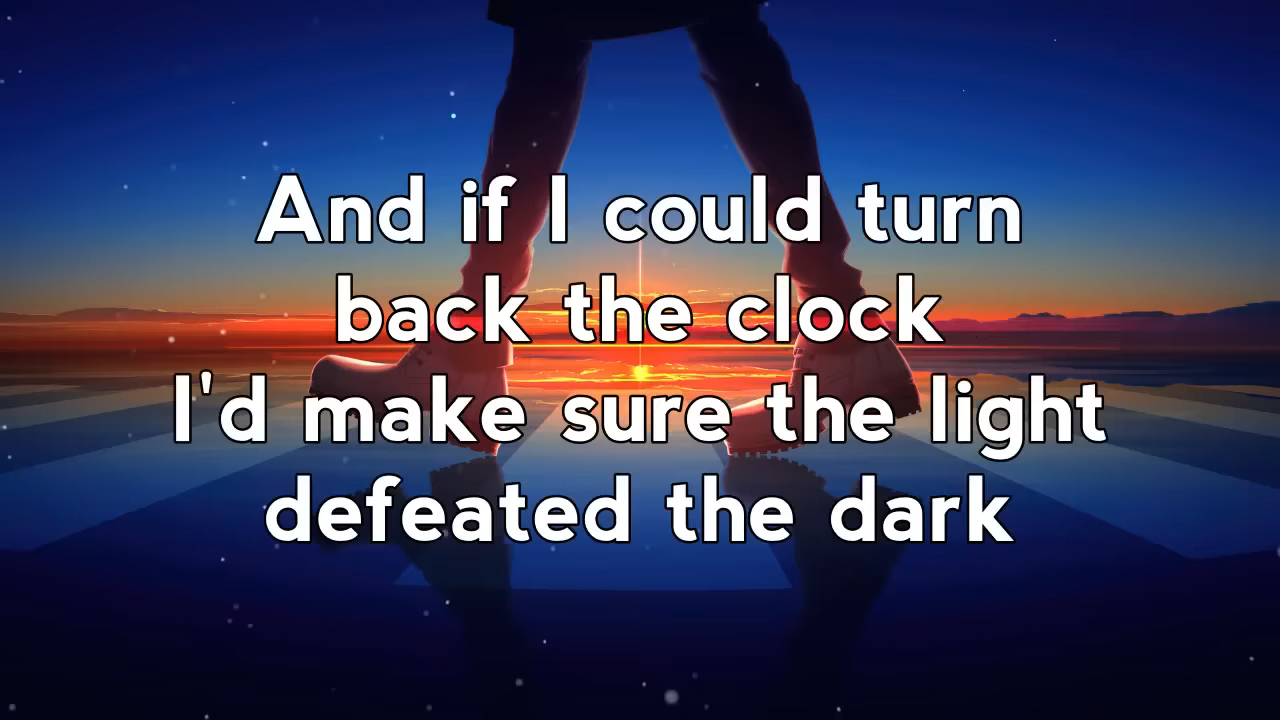 And if I could turn
back the clock
I'd make sure the light
defeated the dark